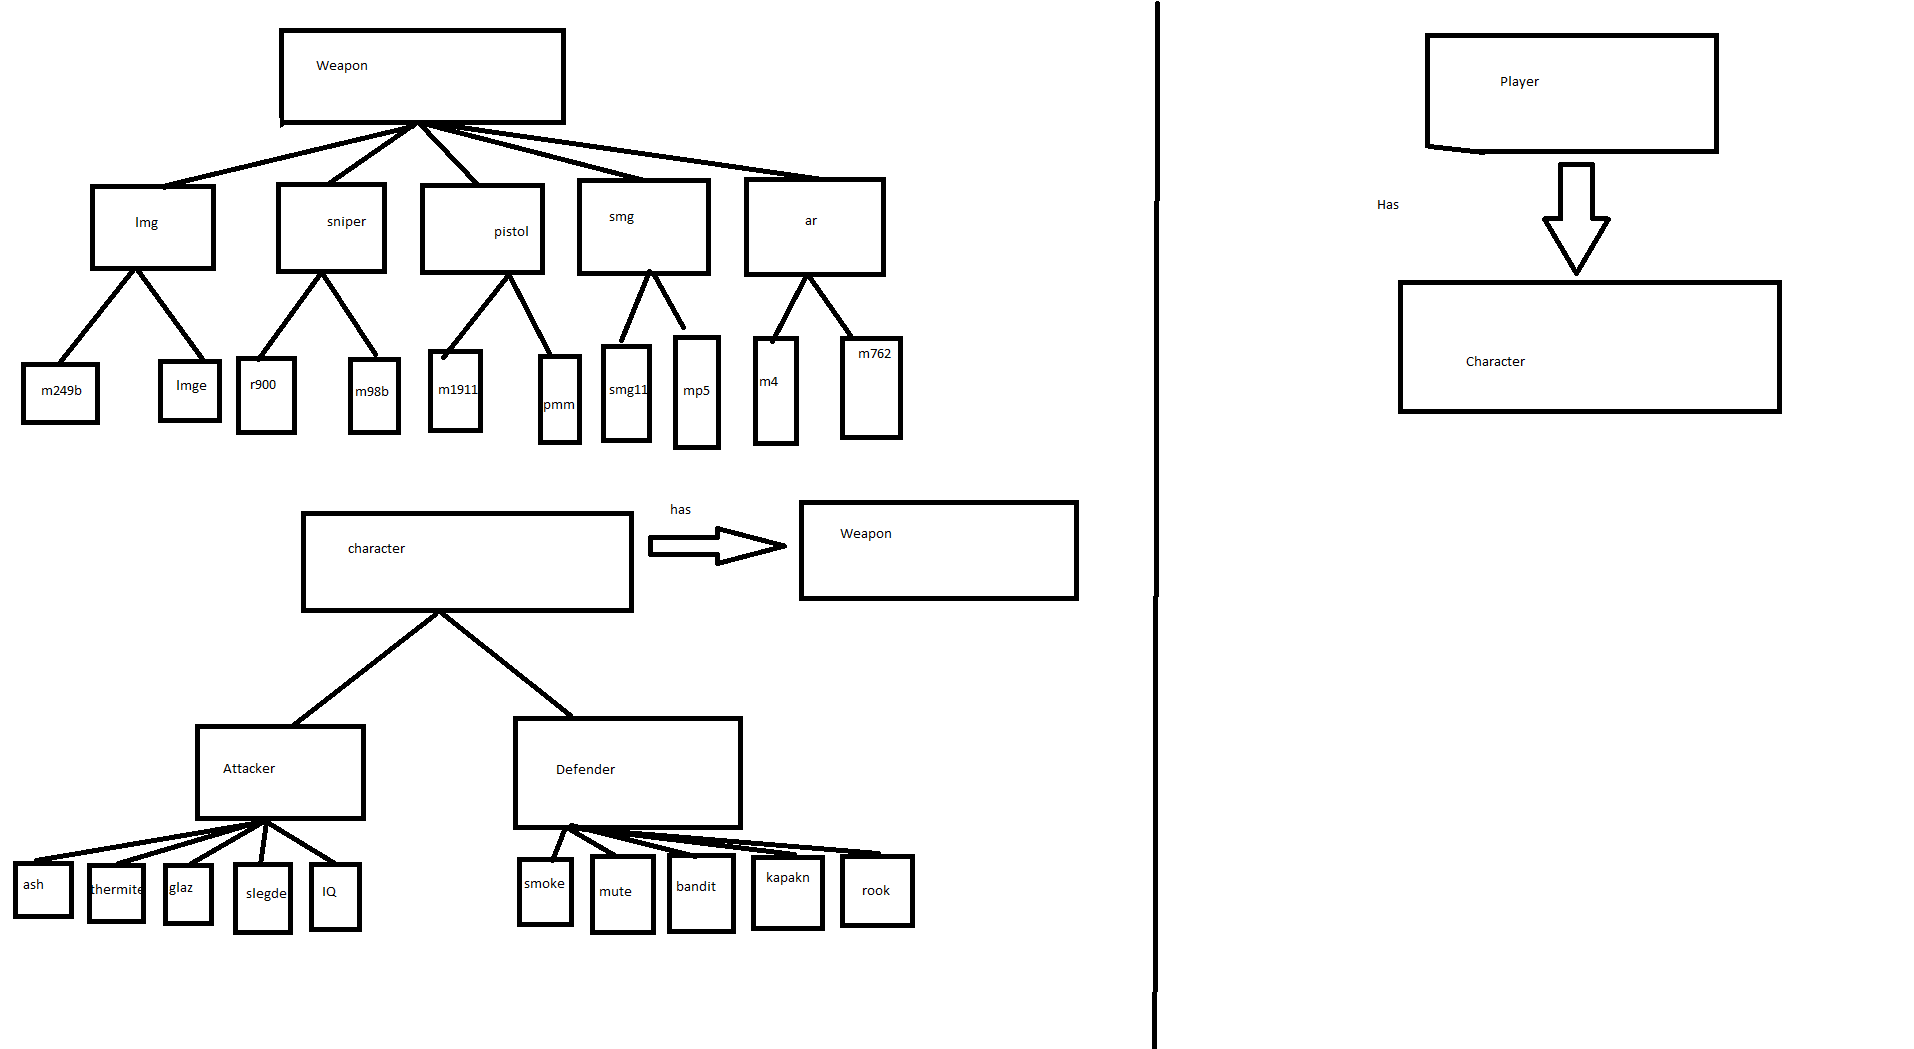 Weapon
Player
Has
lmg
sniper
pistol
smg
ar
m249b
lmge
r900
m98b
m1911
pmm
smg11
mp5
m4
m762
Character
character
has
Weapon
Attacker
Defender
ash
thermite
glaz
slegde
IQ
smoke
mute
bandit
kapakn
rook